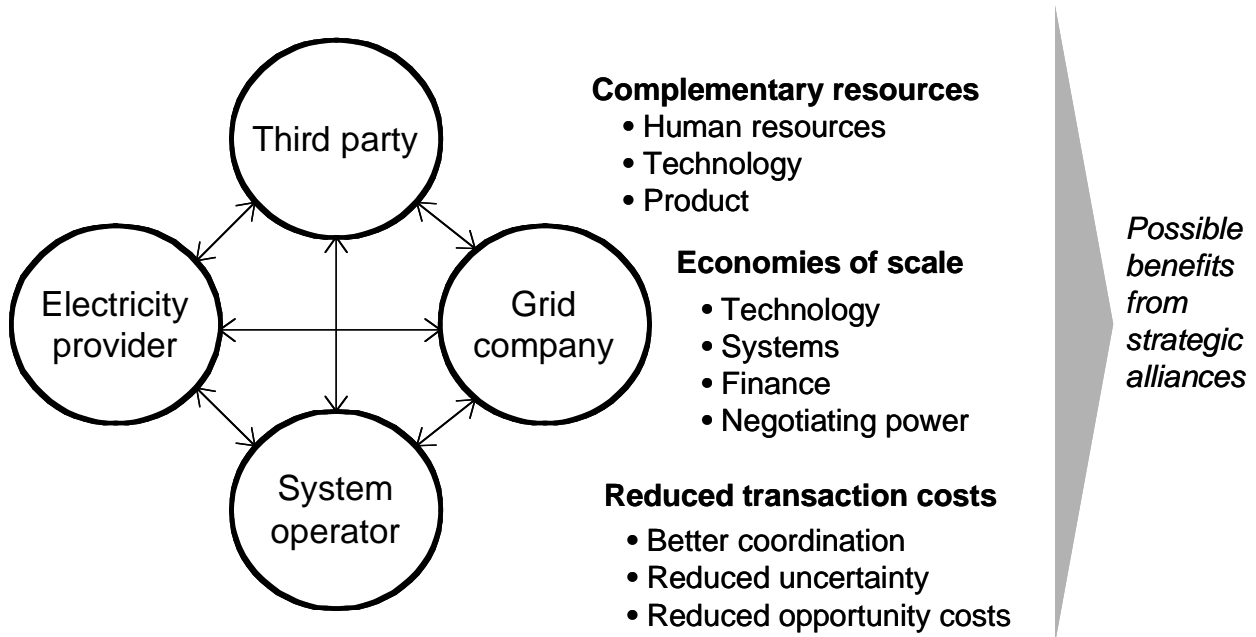 Third party
Electricity
provider
Grid
company
System
operator
Complementary resources
• Human resources
• Technology
• Product
Economies of scale
• Technology
• Systems
• Finance
• Negotiating power
Reduced transaction costs
• Better coordination
• Reduced uncertainty
• Reduced opportunity costs
Possible
benefits
from
strategic
alliances